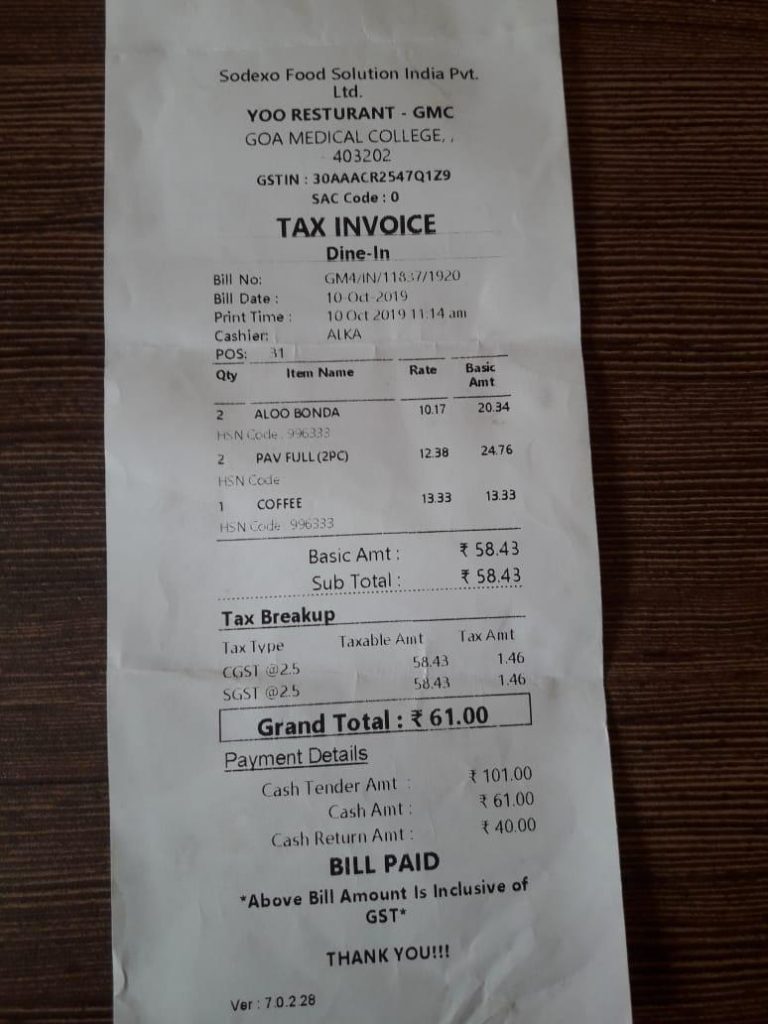 Sodexo Food Solution India Pvt.
Ltd.
YOO RESTURANT - GMC
GOA MEDICAL COLLEGE, ,
403202
GSTIN : 30AAACR2547Q1Z9
SAC Code : 0
TAX INVOICE
Dine-In
Bill No: GM4/IN/11837/1920
Bill Date : 10-Oct-2019
Print Time : 10 Oct 2019 11.14 am
Cashier: ALKA
POS: 31
Qty Item Name Rate Basic Amt
2 ALOO BONDA 10.17 20.34
HSN Code : 996333
2 PAV FULL(2PC) 12.38 24.76
HSN Code
1 COFFEE 13.33 13.33
HSN Code 996333
Basic Amt : ₹ 58.43
Sub Total : ₹ 58.43
Tax Breakup
Tax Type Taxable Amt Tax Amt
CGST @2.5 58.43 1.46
SGST @2.5 58.43 1.46
Grand Total : ₹ 61.00
Payment Details
Cash Tender Amt : ₹ 101.00
Cash Amt : ₹ 61.00
Cash Return Amt : ₹ 40.00
BILL PAID
*Above Bill Amount Is Inclusive of
GST*
THANK YOU!!!
Ver : 7.0.2.28